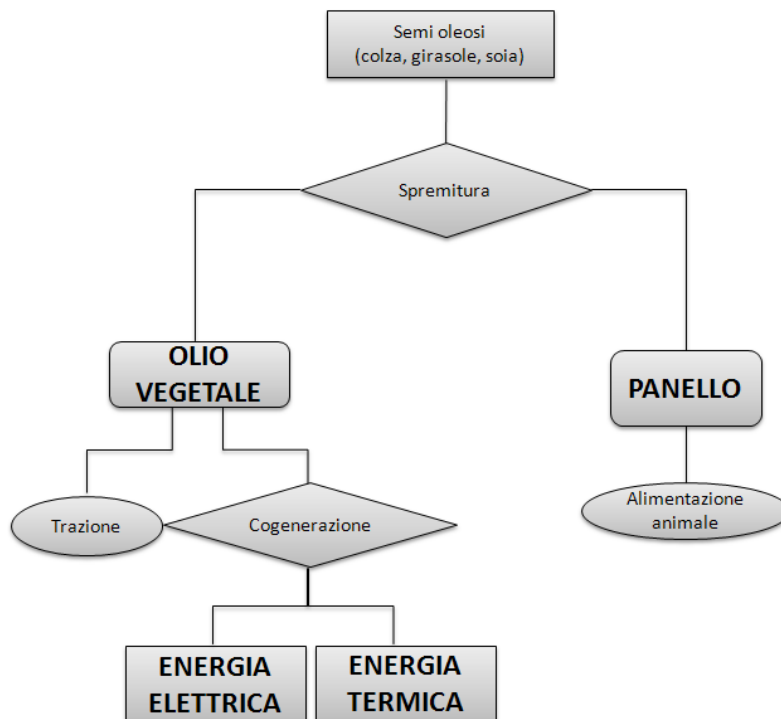 Semi oleosi
(colza, girasole, soia)
Spremitura
OLIO
VEGETALE
PANELLO
Trazione
Cogenerazione
Alimentazione
animale
ENERGIA
ELETTRICA
ENERGIA
TERMICA